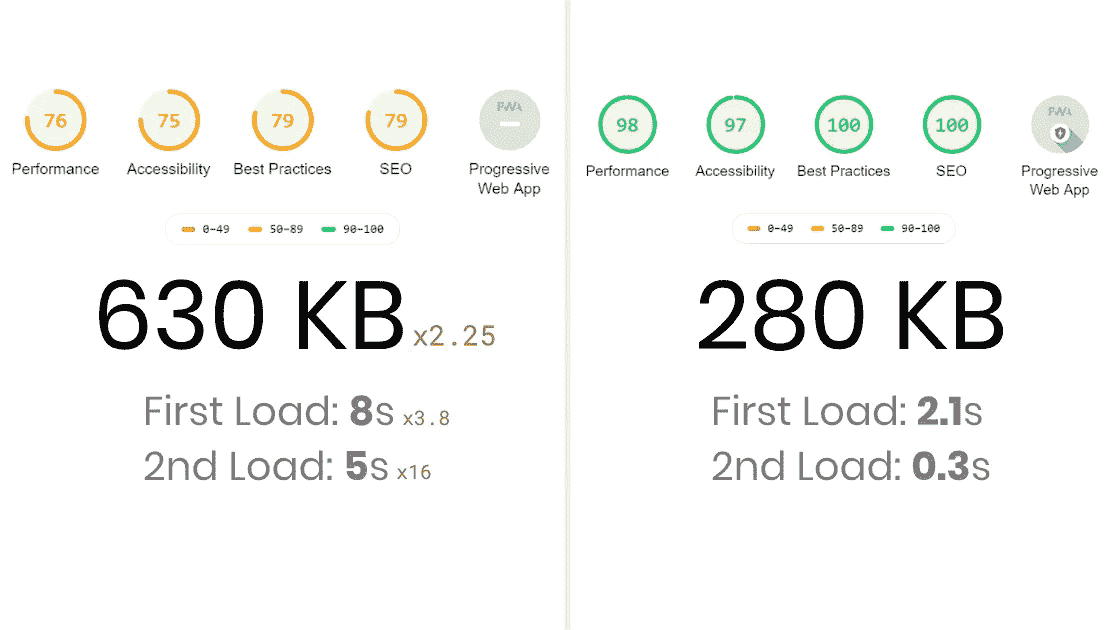 76 75 79 79 PWA
Performance Accessibility Best Practices SEO Progressive
Web App
0-49 50-89 90-100
630 KB x2.25
First Load: 8s x3.8
2nd Load: 5s x16
98 97 100 100 PWA
Performance Accessibility Best Practices SEO Progressive
Web App
0-49 50-89 90-100
280 KB
First Load: 2.1s
2nd Load: 0.3s